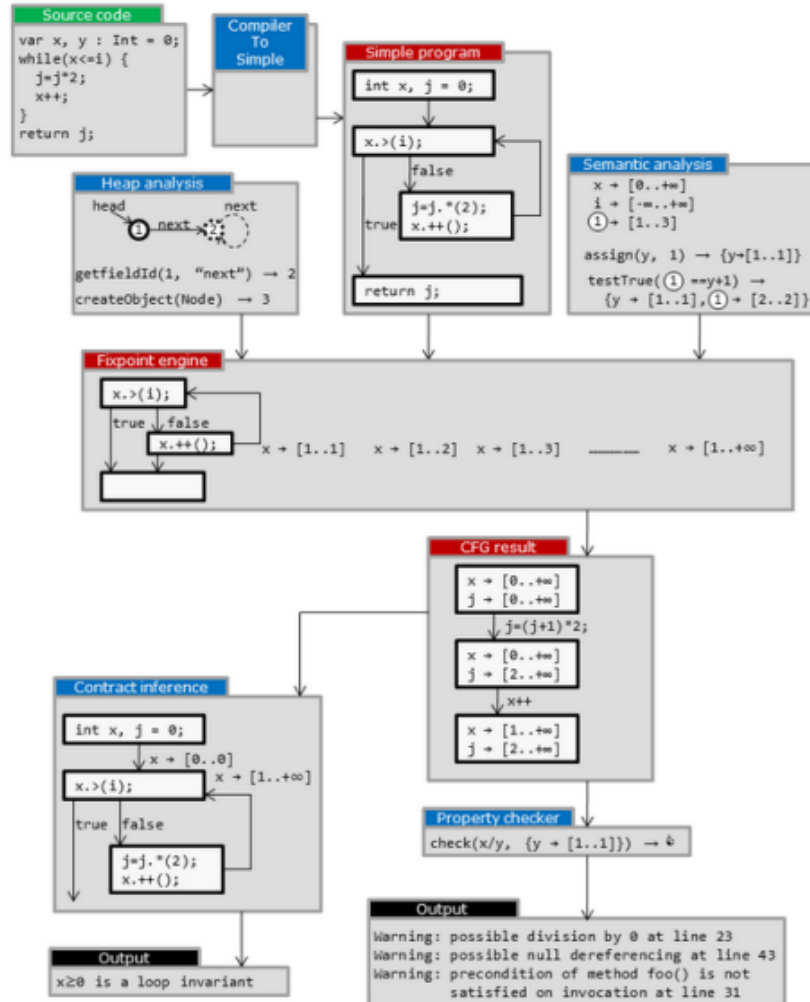 Source code
var x, y : Int = 0;
while(x<=i) {
j=j*2;
x++;
}
return j;
Compiler
To
Simple
Simple program
int x, j = 0;
x.>(i);
false
j=j.*(2);
x.++();
true
return j;
Heap analysis
head
next
1
next
2
getfieldId(1, “next”) → 2
createObject(Node) → 3
Semantic analysis
x → [0..+∞]
i → [-∞..+∞]
1 → [1..3]
assign(y, 1) → {y→[1..1]}
testTrue(1 ==y+1) →
{y → [1..1],1 → [2..2]}
Fixpoint engine
x.>(i);
true false
x.++();
x → [1..1] x → [1..2] x → [1..3] ............ x → [1..+∞]
CFG result
x → [0..+∞]
j → [0..+∞]
j=(j+1)*2;
x → [0..+∞]
j → [2..+∞]
x++
x → [1..+∞]
j → [2..+∞]
Contract inference
int x, j = 0;
x → [0..0]
x → [1..+∞]
x.>(i);
true false
j=j.*(2);
x.++();
Property checker
check(x/y, {y → [1..1]}) →
Output
x≥0 is a loop invariant
Output
Warning: possible division by 0 at line 23
Warning: possible null dereferencing at line 43
Warning: precondition of method foo() is not
satisfied on invocation at line 31